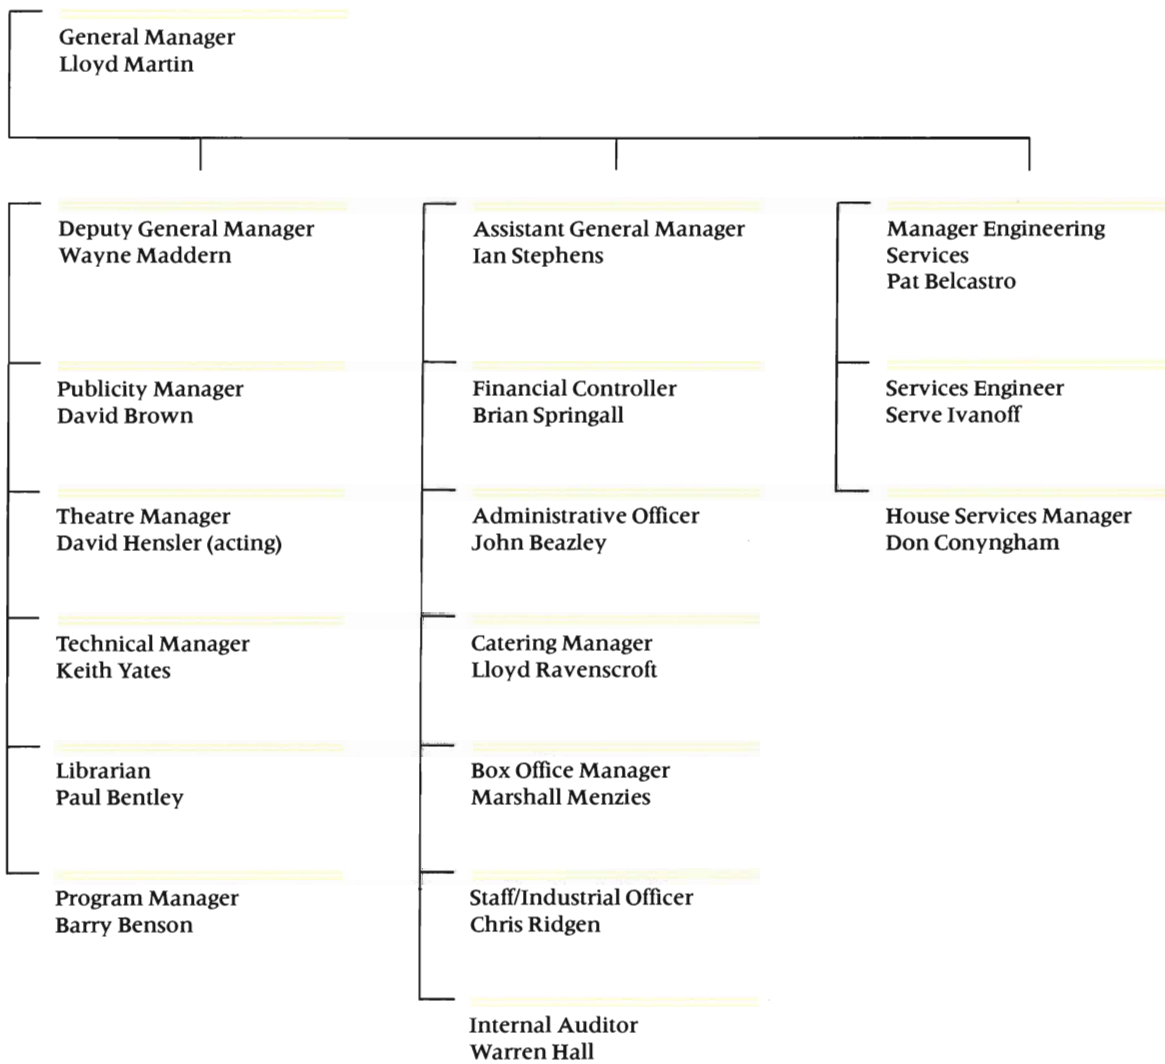 General Manager
Lloyd Martin
Deputy General Manager
Wayne Maddern
Publicity Manager
David Brown
Theatre Manager
David Hensler (acting)
Technical Manager
Keith Yates
Librarian
Paul Bentley
Program Manager
Barry Benson
Assistant General Manager
Ian Stephens
Financial Controller
Brian Springall
Administrative Officer
John Beazley
Catering Manager
Lloyd Ravenscroft
Box Office Manager
Marshall Menzies
Staff/Industrial Officer
Chris Ridgen
Internal Auditor
Warren Hall
Manager Engineering
Services
Pat Belcastro
Services Engineer
Serve Ivanoff
House Services Manager
Don Conyngham